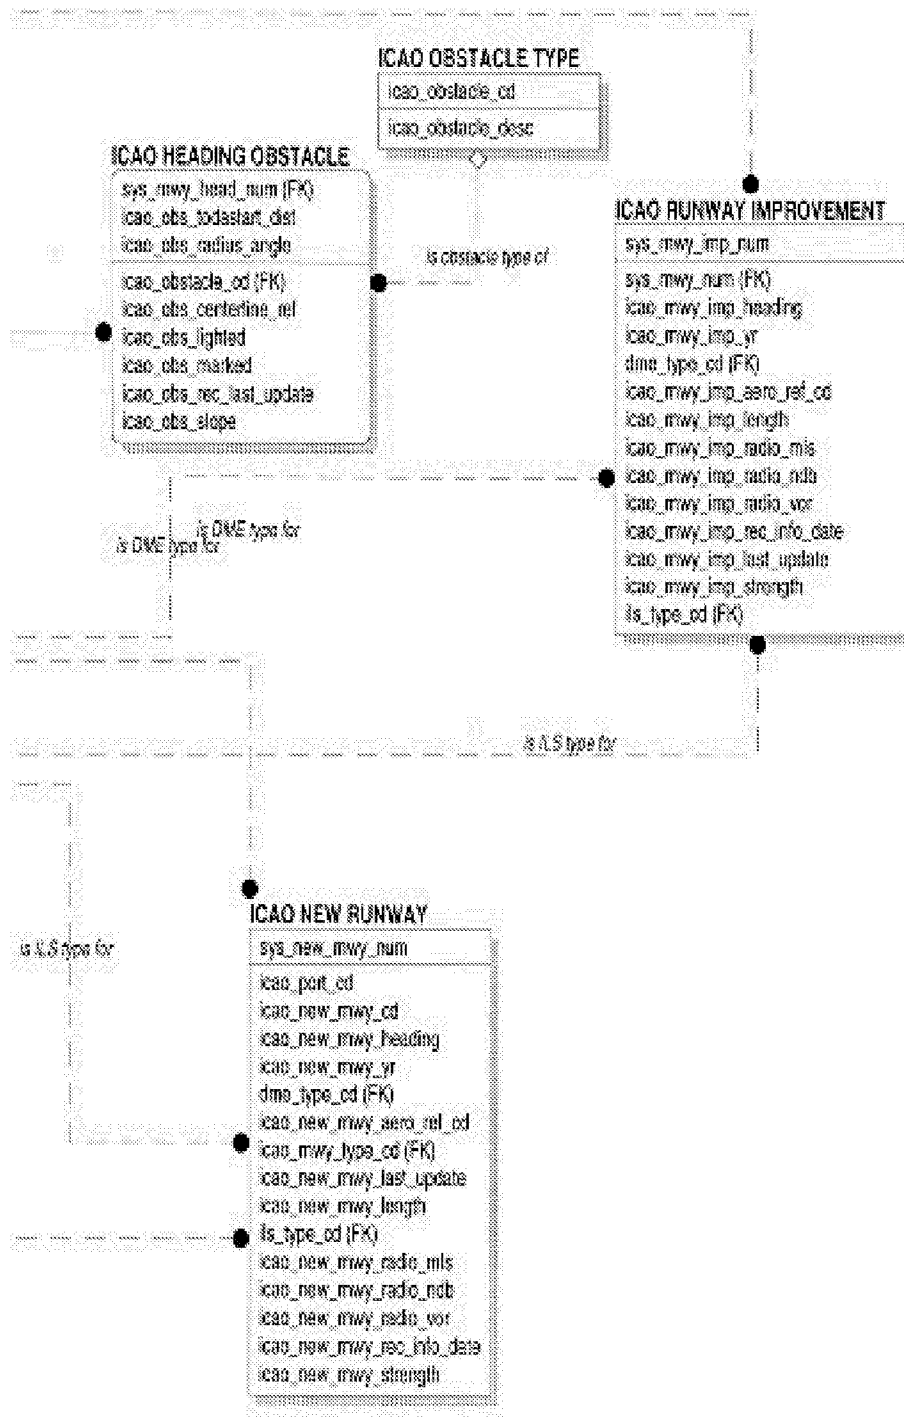 ICAO OBSTACLE TYPE
icao_obstacle_cd
icao_obstacle_desc
ICAO HEADING OBSTACLE
sys_rnwy_head_num (FK)
icao_obs_todastart_dist
icao_obs_radius_angle
icao_obstacle_cd (FK)
icao_obs_centerline_ref
icao_obs_lighted
icao_obs_marked
icao_obs_rec_last_update
icao_obs_slope
is obstacle type of
ICAO RUNWAY IMPROVEMENT
sys_rnwy_imp_num
sys_rnwy_num (FK)
icao_rnwy_imp_heading
icao_rnwy_imp_yr
dme_type_cd (FK)
icao_rnwy_imp_aero_ref_cd
icao_rnwy_imp_length
icao_rnwy_imp_radio_mls
icao_rnwy_imp_radio_ndb
icao_rnwy_imp_radio_vor
icao_rnwy_imp_rec_info_date
icao_rnwy_imp_last_update
icao_rnwy_imp_strength
ils_type_cd (FK)
is DME type for
is DME type for
is ILS type for
is ILS type for
ICAO NEW RUNWAY
sys_new_rnwy_num
icao_port_cd
icao_new_rnwy_cd
icao_new_rnwy_heading
icao_new_rnwy_yr
dme_type_cd (FK)
icao_new_rnwy_aero_ref_cd
icao_rnwy_type_cd (FK)
icao_new_rnwy_last_update
icao_new_rnwy_length
ils_type_cd (FK)
icao_new_rnwy_radio_mls
icao_new_rnwy_radio_ndb
icao_new_rnwy_radio_vor
icao_new_rnwy_rec_info_date
icao_new_rnwy_strength